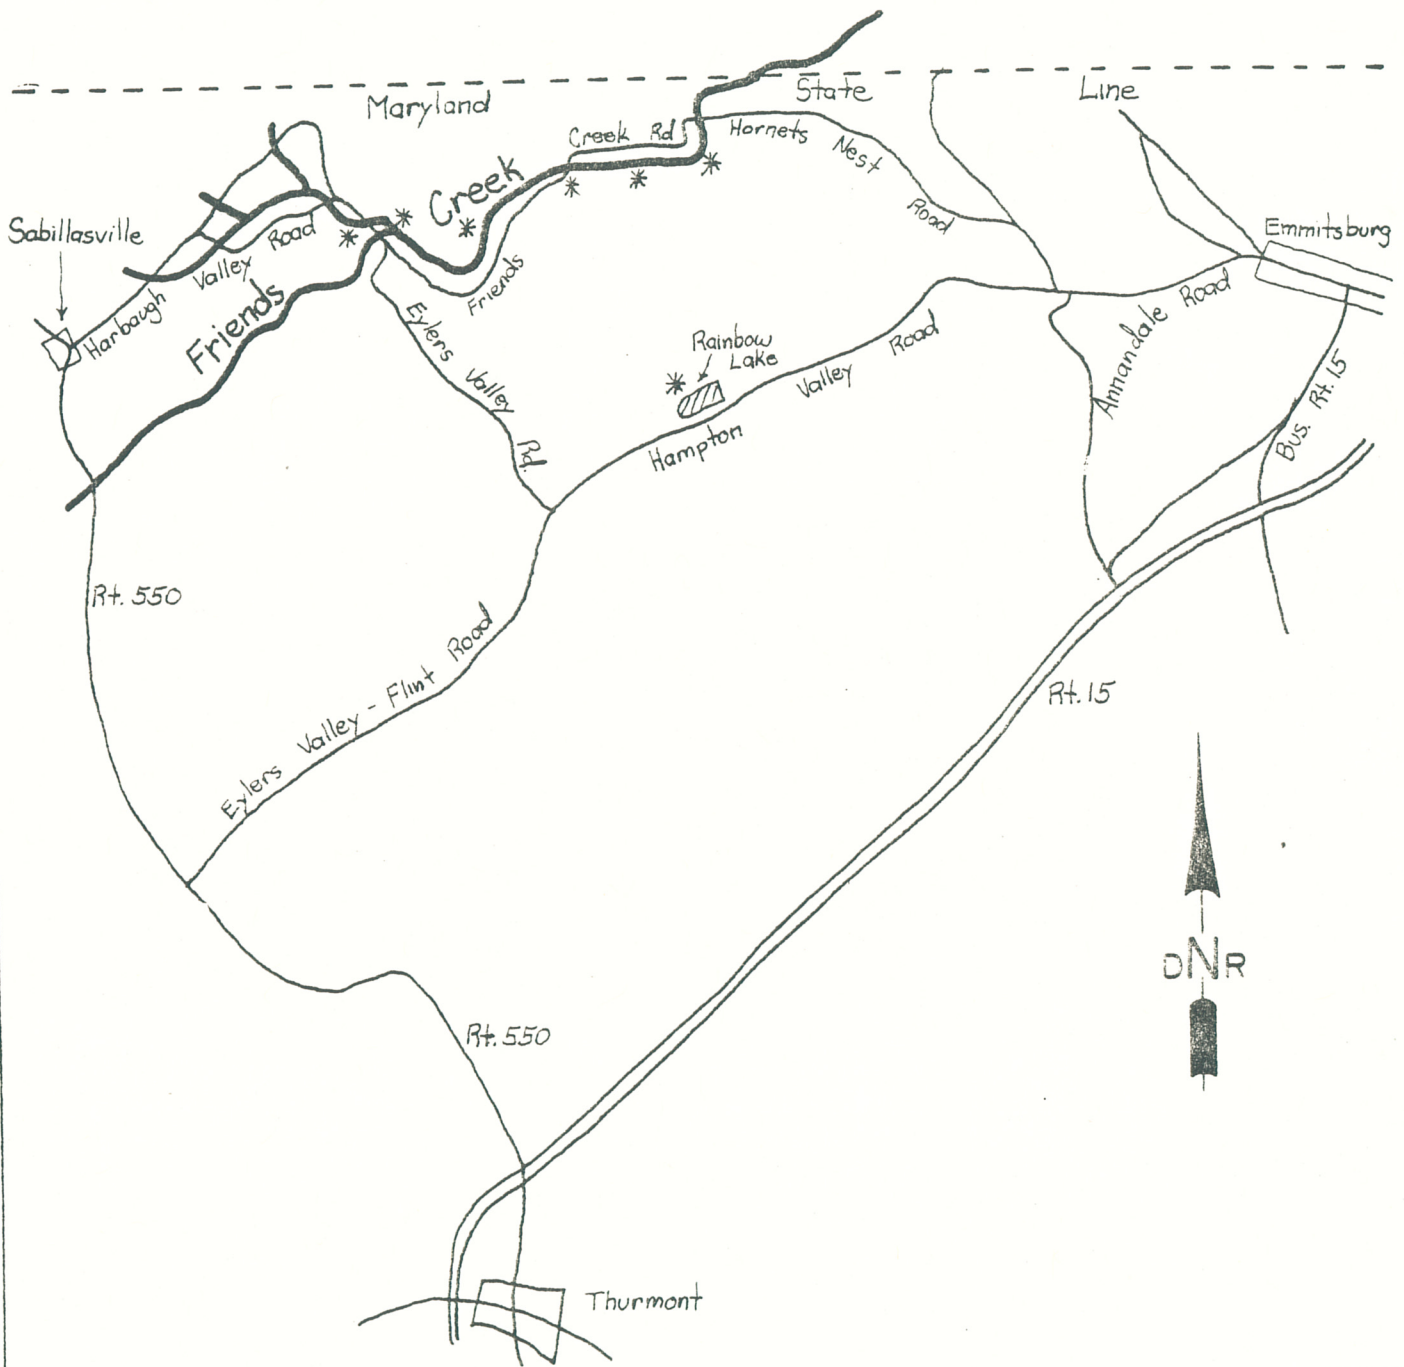 Maryland State Line
Creek Rd
Hornets Nest Road
Creek
Friends
Sabillasville
Harbaugh Valley Road
Friends
Emmitsburg
Annandale Road
Eylers Valley Rd.
Rainbow
Lake
Hampton Valley Road
Bus. Rt. 15
Rt. 550
Eylers Valley - Flint Road
Rt. 15
DNR
Rt. 550
Thurmont